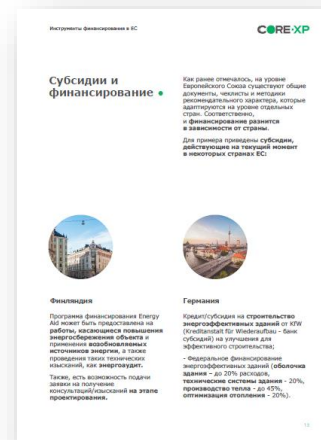 Инструменты финансирования в ЕС
CORE·XP
Субсидии и
финансирование
Как ранее отмечалось, на уровне
Европейского Союза существуют общие
документы, чеклисты и методики
рекомендательного характера, которые
адаптируются на уровне отдельных
стран. Соответственно,
и финансирование разнится
в зависимости от страны.
Для примера приведены субсидии,
действующие на текущий момент
в некоторых странах ЕС:
Финляндия
Программа финансирования Energy
Aid может быть предоставлена на
работы, касающиеся повышения
энергосбережения объекта и
применения возобновляемых
источников энергии, а также
проведения таких технических
изысканий, как энергоаудит.
Также, есть возможность подачи
заявки на получение
консультаций/изысканий на этапе
проектирования.
Германия
Кредит/субсидия на строительство
энергоэффективных зданий от KfW
(Kreditanstalt für Wiederaufbau - банк
субсидий) на улучшения для
эффективного строительства;
- Федеральное финансирование
энергоэффективных зданий (оболочка
здания – до 20% расходов,
технические системы здания - 20%,
производство тепла - до 45%,
оптимизация отопления - 20%).